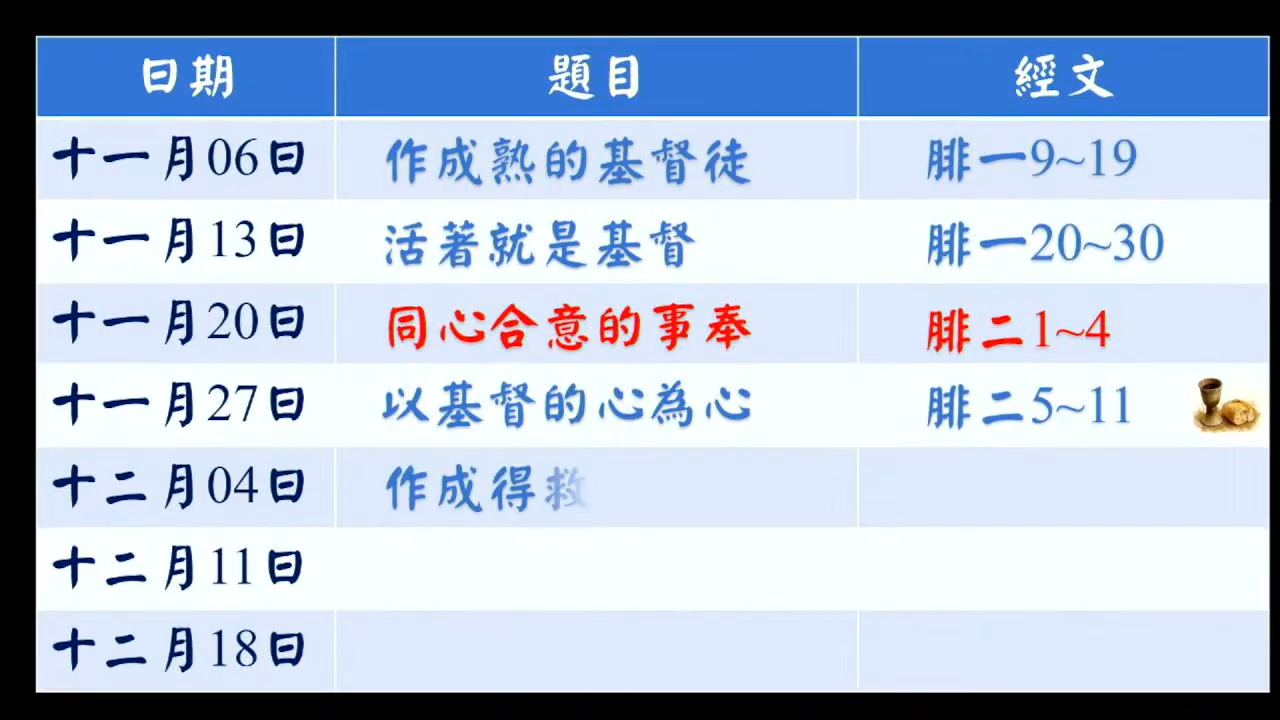 日期 題目 經文
十一月06日 作成熟的基督徒 腓一9~19
十一月13日 活著就是基督 腓一20~30
十一月20日 同心合意的事奉 腓二1~4
十一月27日 以基督的心為心 腓二5~11
十二月04日 作成得救
十二月11日
十二月18日